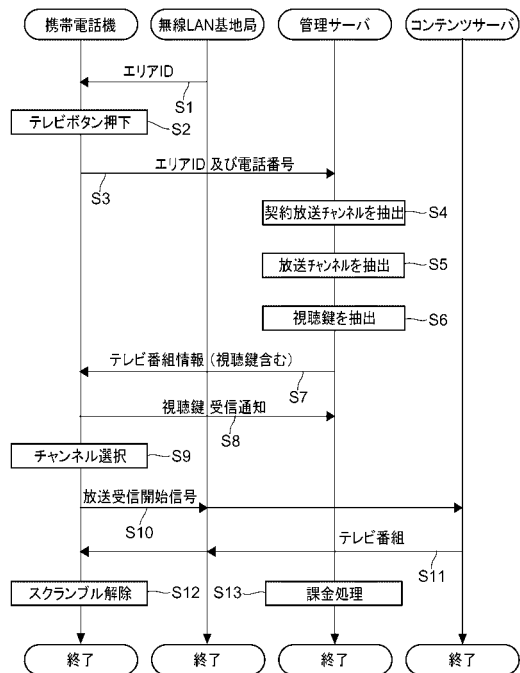 携帯電話機
無線LAN基地局
管理サーバ
コンテンツサーバ
エリアID
S1
テレビボタン押下
S2
エリアID 及び電話番号
S3
契約放送チャンネルを抽出
S4
放送チャンネルを抽出
S5
視聴鍵を抽出
S6
テレビ番組情報(視聴鍵含む)
S7
視聴鍵 受信通知
S8
チャンネル選択
S9
放送受信開始信号
S10
テレビ番組
S11
スクランブル解除
S12
S13
課金処理
終了
終了
終了
終了